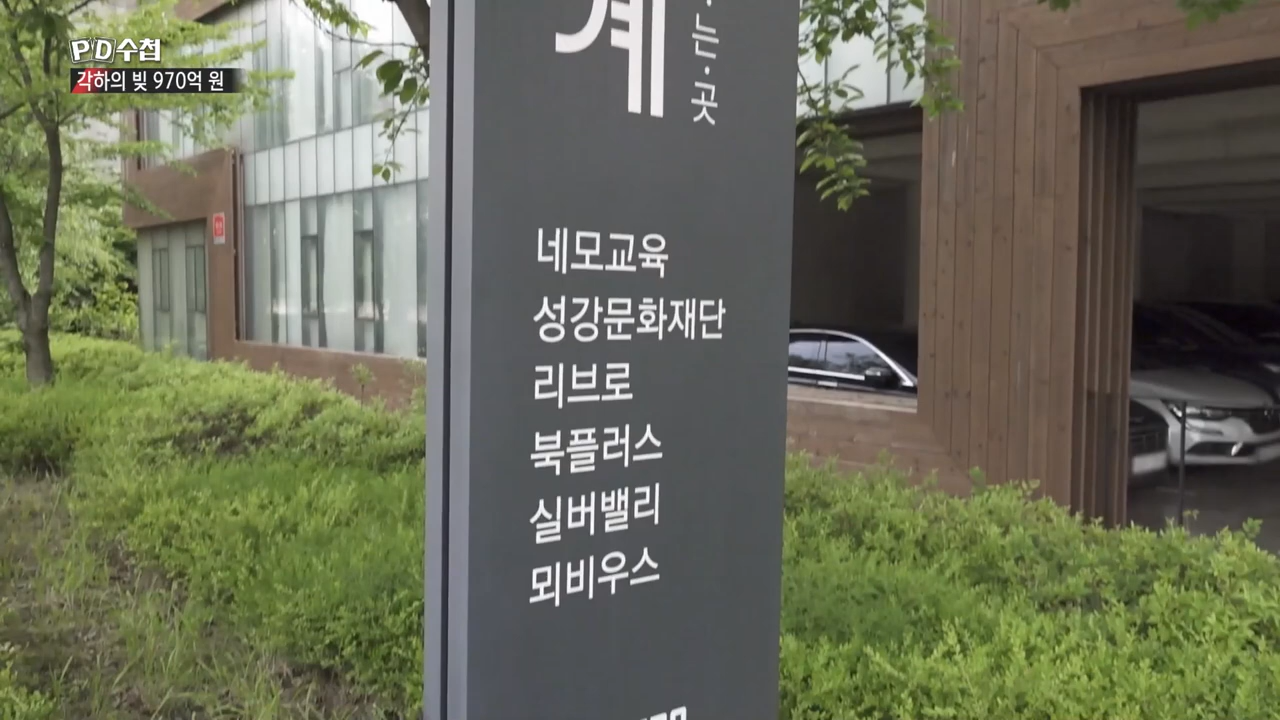 PD수첩
각하의 빚 970억 원
계
는·곳
네모교육
성강문화재단
리브로
북플러스
실버밸리
뫼비우스